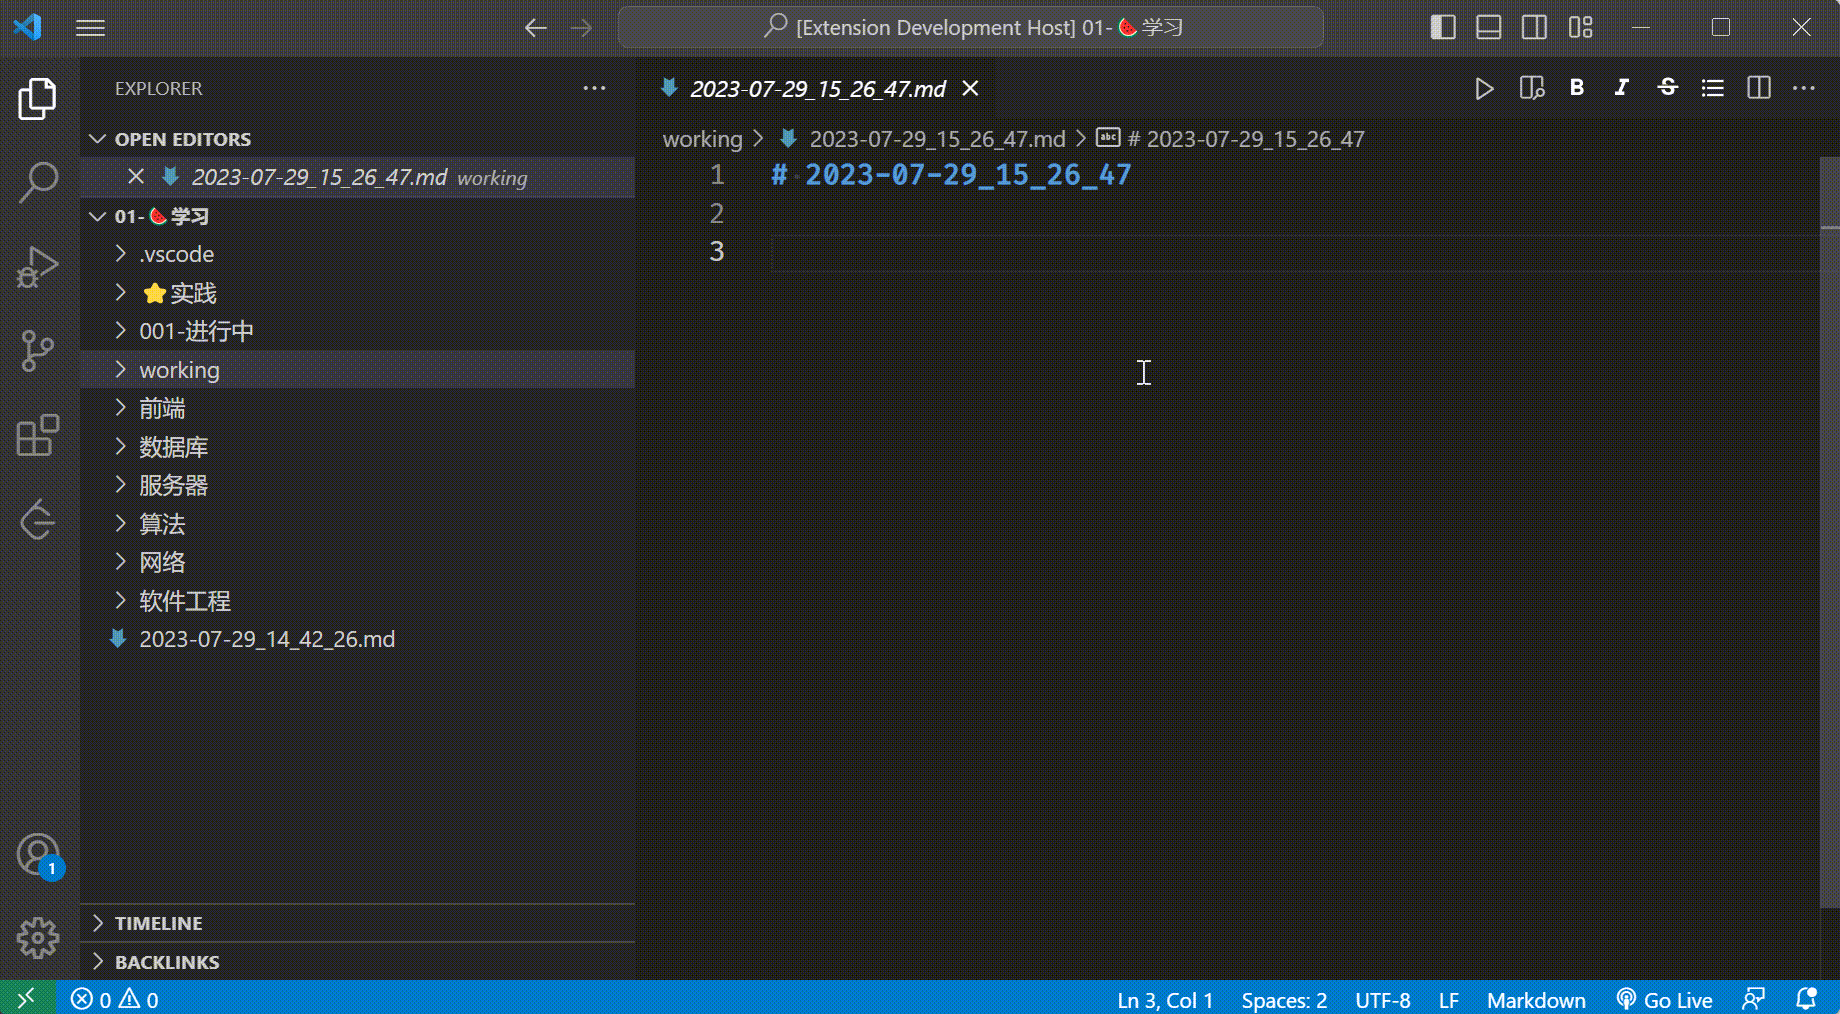 [Extension Development Host] 01-🍉学习
EXPLORER
OPEN EDITORS
2023-07-29_15_26_47.md working
01-🍉学习
.vscode
⭐实践
001-进行中
working
前端
数据库
服务器
算法
网络
软件工程
2023-07-29_14_42_26.md
TIMELINE
BACKLINKS
1
2023-07-29_15_26_47.md
B I S
working > 2023-07-29_15_26_47.md > abc # 2023-07-29_15_26_47
1 # 2023-07-29_15_26_47
2
3
0 0 Ln 3, Col 1 Spaces: 2 UTF-8 LF Markdown Go Live